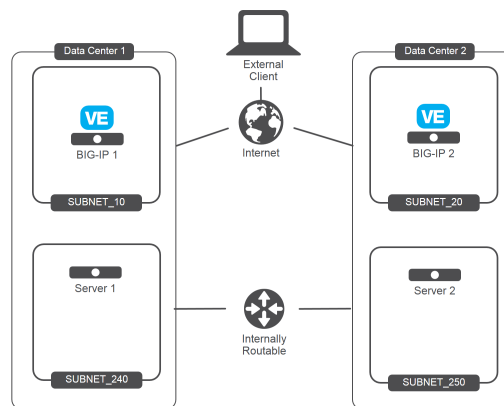 Data Center 1
Data Center 2
External
Client
VE
BIG-IP 1
Internet
VE
BIG-IP 2
SUBNET_10
SUBNET_20
Server 1
Server 2
Internally
Routable
SUBNET_240
SUBNET_250